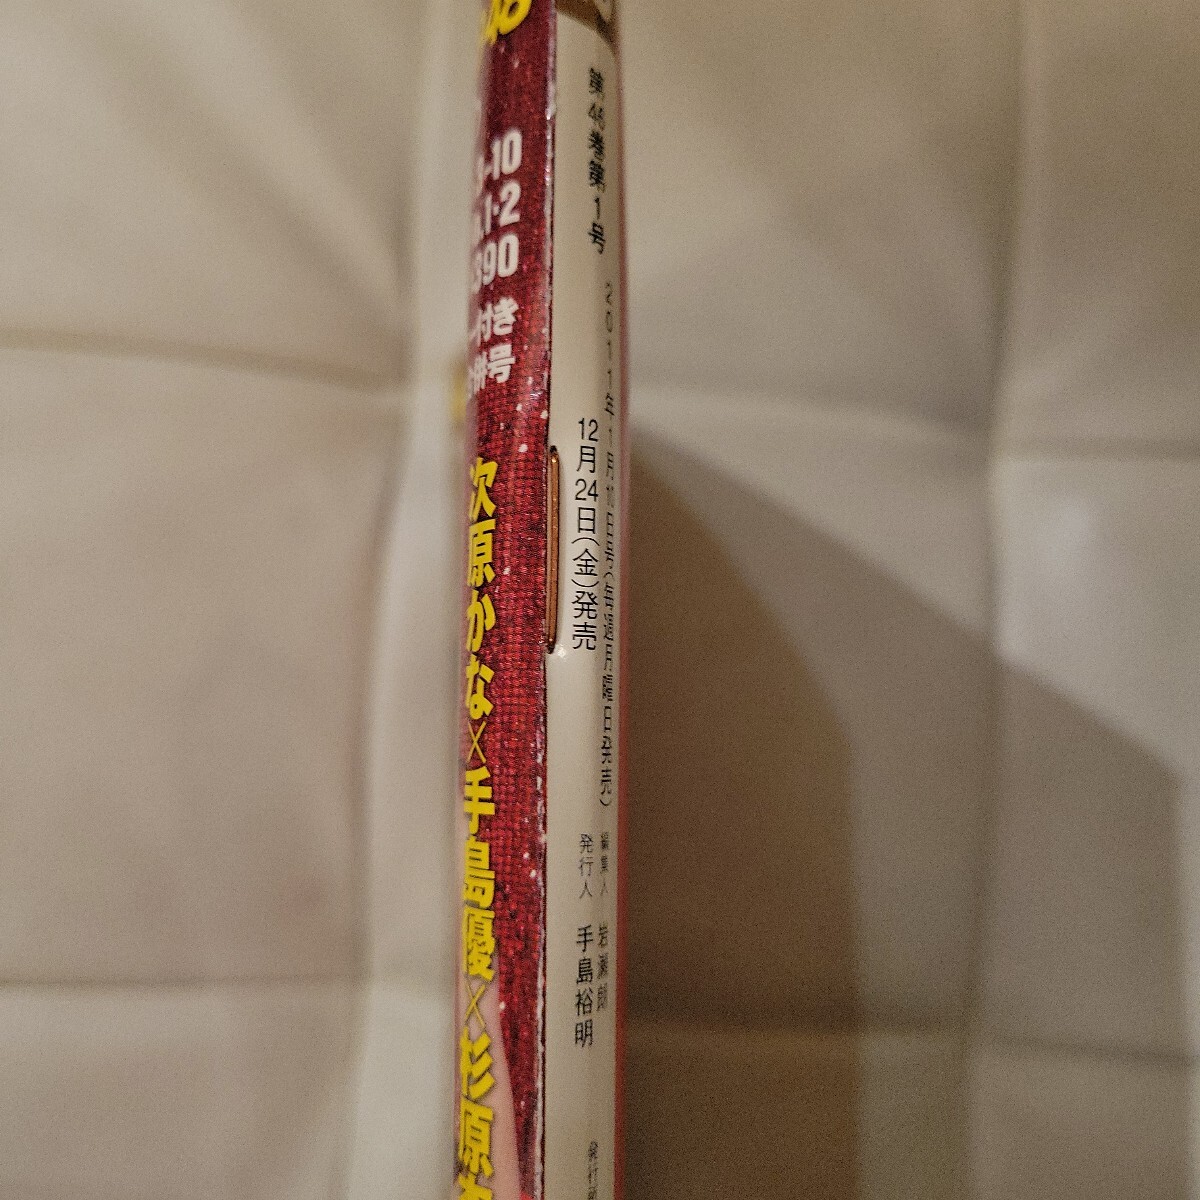 第46巻第1号
2011年1月10日号(毎週月曜日発売)
12月24日(金)発売
編集人 岩瀬朗
発行人 手島裕明
-10
.1・2
390
付き
併号
次原かな×手島優×杉原